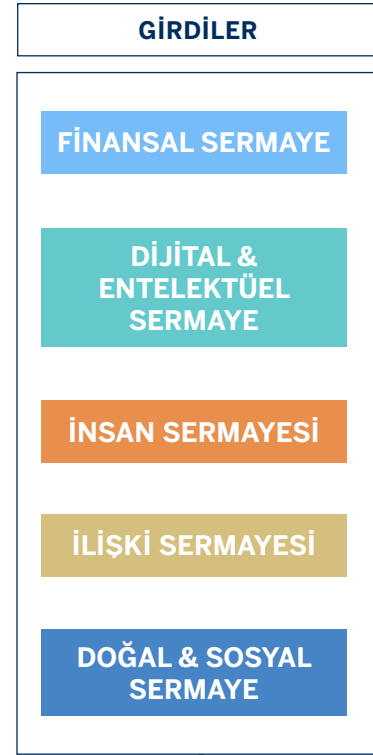 GİRDİLER
FİNANSAL SERMAYE
DİJİTAL &
ENTELEKTÜEL
SERMAYE
İNSAN SERMAYESİ
İLİŞKİ SERMAYESİ
DOĞAL & SOSYAL
SERMAYE